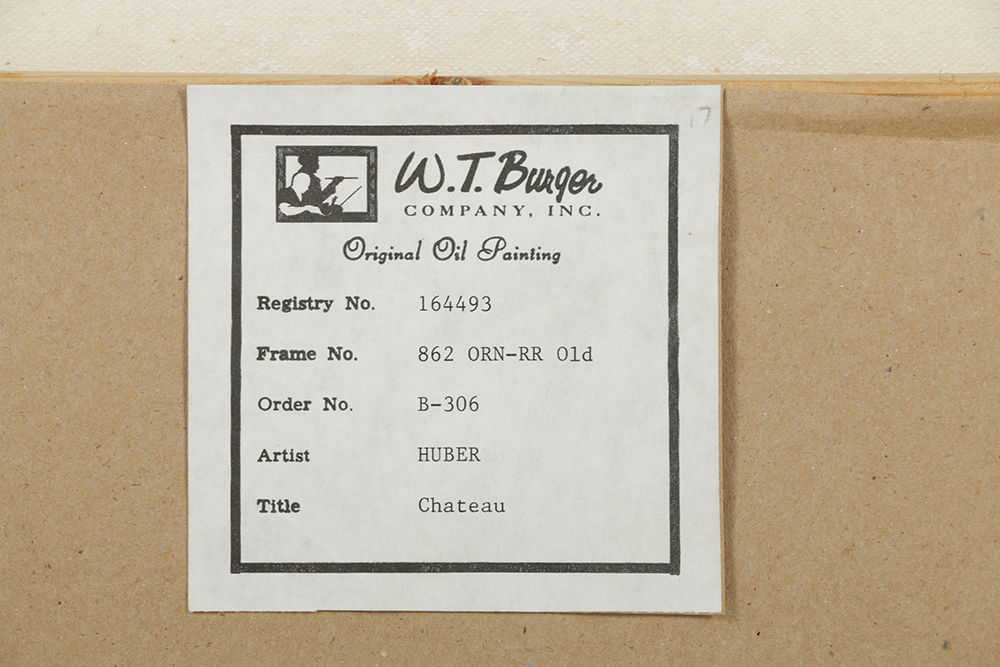 17
W.T. Burger
COMPANY, INC.
Original Oil Painting
Registry No. 164493
Frame No. 862 ORN-RR Old
Order No. B-306
Artist HUBER
Title Chateau